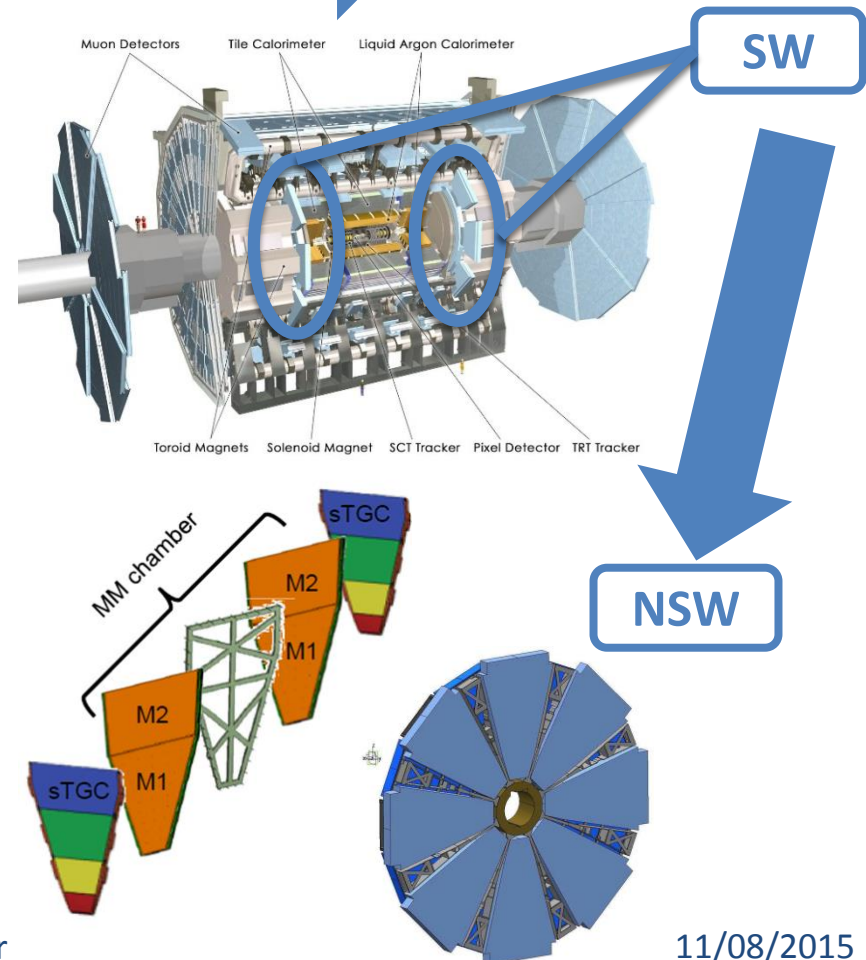 Muon Detectors Tile Calorimeter Liquid Argon Calorimeter
SW
Toroid Magnets Solenoid Magnet SCT Tracker Pixel Detector TRT Tracker
MM chamber
sTGC
M2
M1
NSW
M2
M1
sTGC
r 11/08/2015